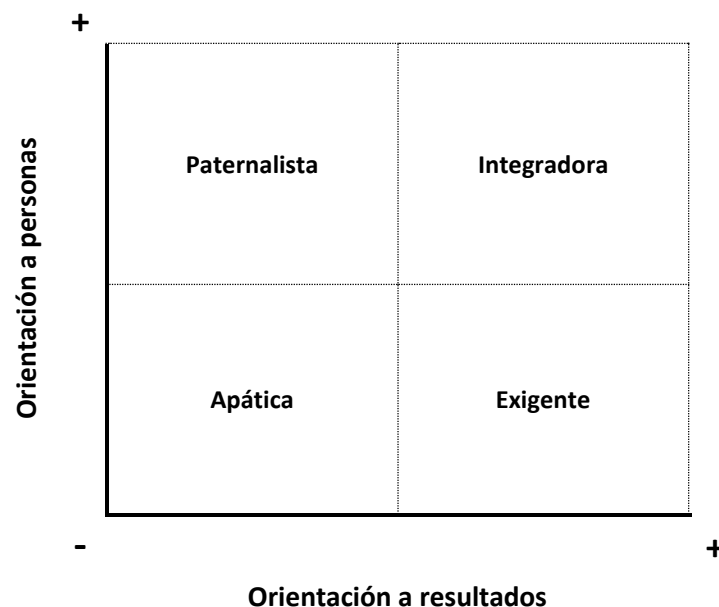 +
Orientación a personas
Paternalista
Integradora
Apática
Exigente
-
+
Orientación a resultados